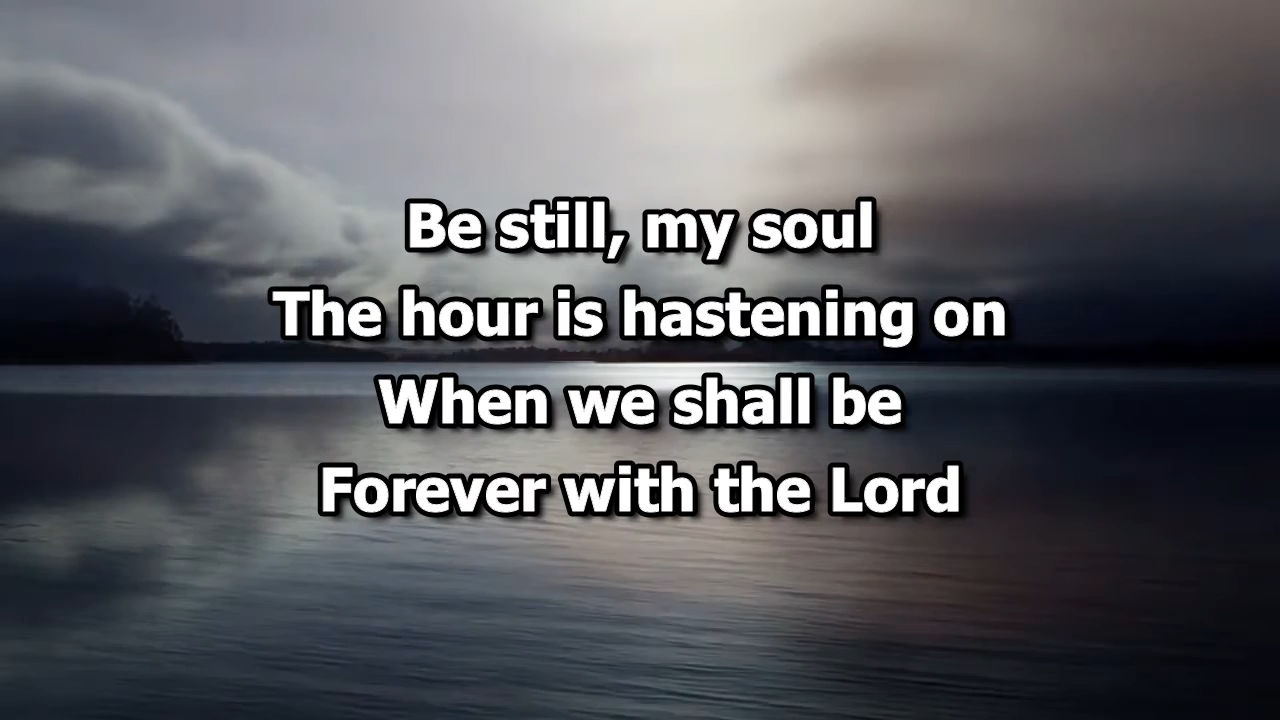 Be still, my soul
The hour is hastening on
When we shall be
Forever with the Lord